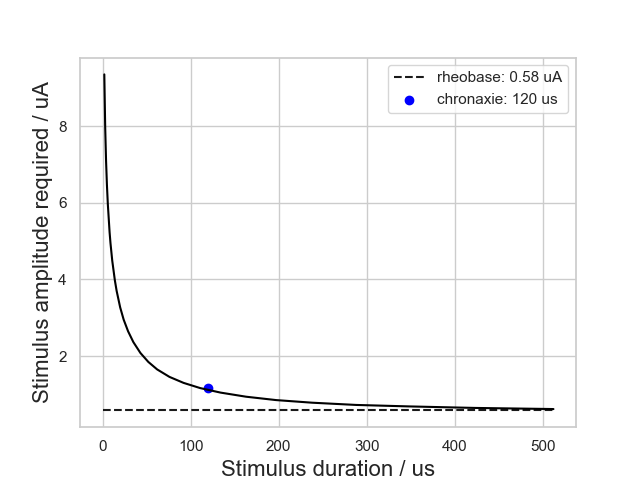 rheobase: 0.58 uA
chronaxie: 120 us
8
6
4
2
Stimulus amplitude required / uA
0 100 200 300 400 500
Stimulus duration / us